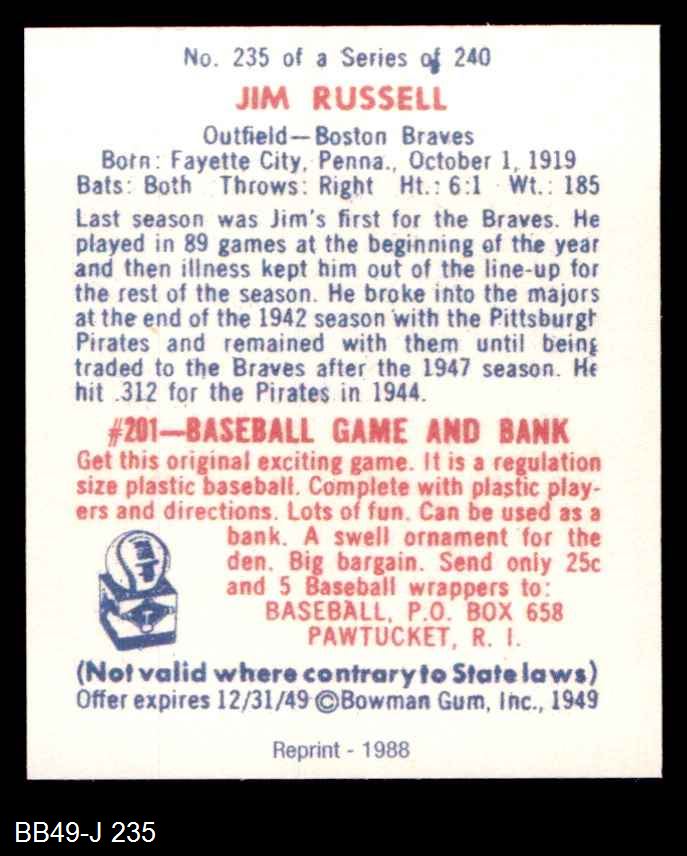 No. 235 of a Series of 240
JIM RUSSELL
Outfield—Boston Braves
Born: Fayette City, Penna., October 1, 1919
Bats: Both Throws: Right Ht.: 6:1 Wt.: 185
Last season was Jim's first for the Braves. He
played in 89 games at the beginning of the year
and then illness kept him out of the line-up for
the rest of the season. He broke into the majors
at the end of the 1942 season with the Pittsburgh
Pirates and remained with them until being
traded to the Braves after the 1947 season. He
hit .312 for the Pirates in 1944.
#201—BASEBALL GAME AND BANK
Get this original exciting game. It is a regulation
size plastic baseball. Complete with plastic play-
ers and directions. Lots of fun. Can be used as a
bank. A swell ornament for the
den. Big bargain. Send only 25c
and 5 Baseball wrappers to:
BASEBALL, P.O. BOX 658
PAWTUCKET, R. I.
(Not valid where contrary to State laws)
Offer expires 12/31/49 ©Bowman Gum, Inc., 1949
Reprint - 1988
BB49-J 235